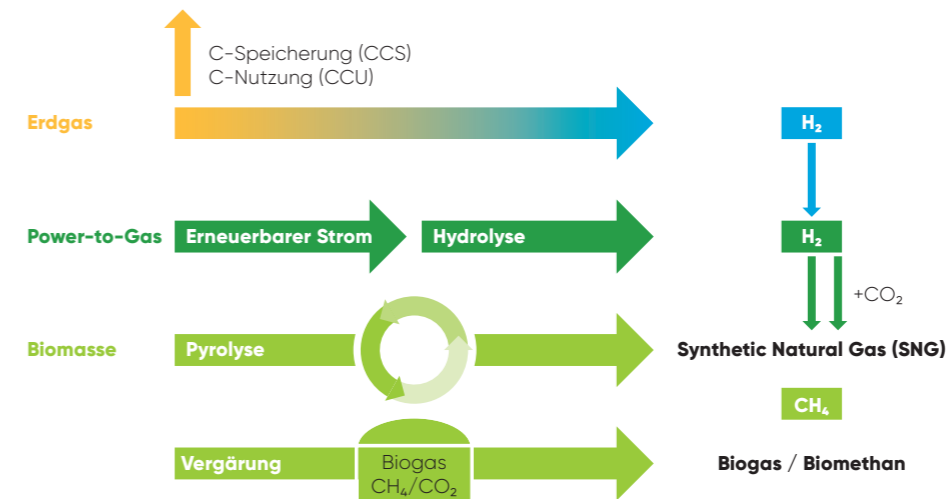 C-Speicherung (CCS)
C-Nutzung (CCU)
Erdgas
H₂
Power-to-Gas
Erneuerbarer Strom
Hydrolyse
H₂
+CO₂
Biomasse
Pyrolyse
Synthetic Natural Gas (SNG)
CH₄
Vergärung
Biogas
CH₄/CO₂
Biogas / Biomethan